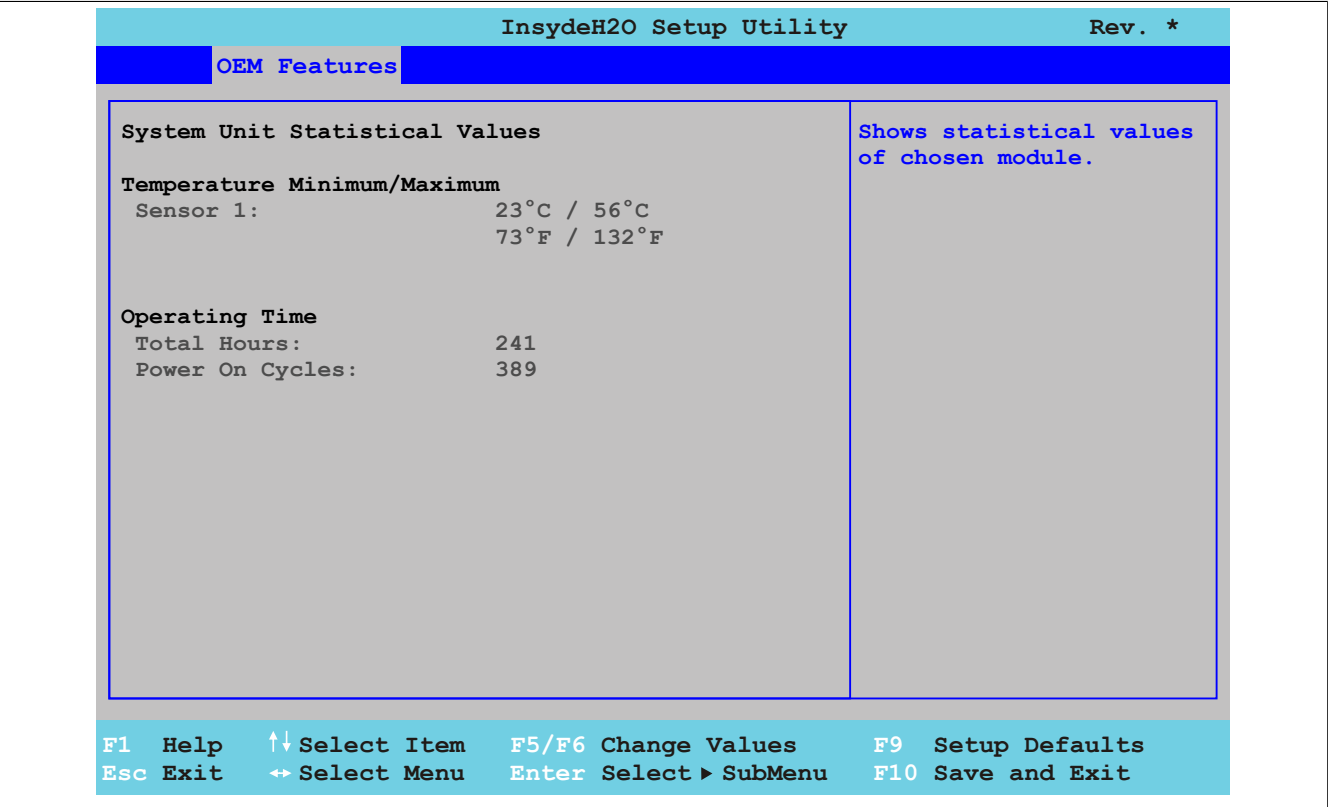 InsydeH2O Setup Utility Rev. *
OEM Features
System Unit Statistical Values
Shows statistical values
of chosen module.
Temperature Minimum/Maximum
Sensor 1: 23°C / 56°C
73°F / 132°F
Operating Time
Total Hours: 241
Power On Cycles: 389
F1 Help ↑↓ Select Item F5/F6 Change Values F9 Setup Defaults
Esc Exit ↔ Select Menu Enter Select ▶ SubMenu F10 Save and Exit